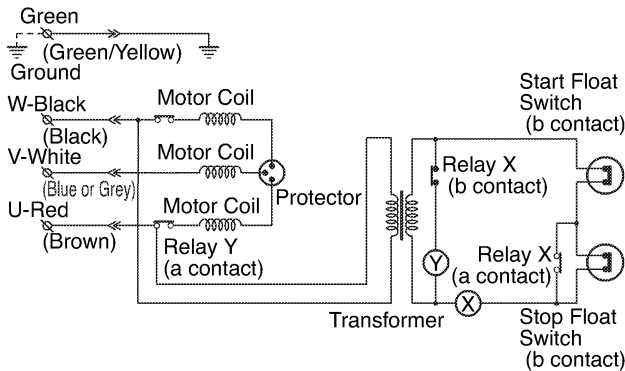 Green
(Green/Yellow)
Ground
W-Black
(Black)
Motor Coil
V-White
(Blue or Grey)
Motor Coil
Protector
U-Red
(Brown)
Motor Coil
Relay Y
(a contact)
Transformer
Relay X
(b contact)
Y
X
Relay X
(a contact)
Start Float
Switch
(b contact)
Stop Float
Switch
(b contact)